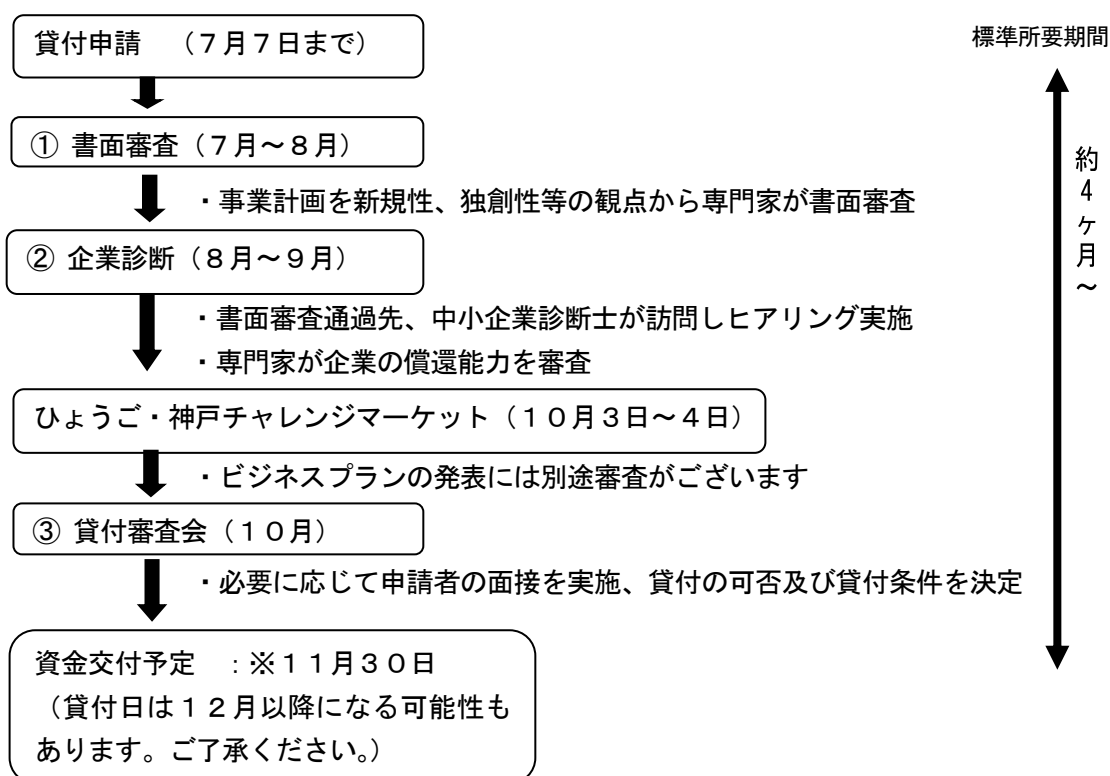 貸付申請　（７月７日まで）
標準所要期間
① 書面審査（７月～８月）
・事業計画を新規性、独創性等の観点から専門家が書面審査
② 企業診断（８月～９月）
・書面審査通過先、中小企業診断士が訪問しヒアリング実施
・専門家が企業の償還能力を審査
ひょうご・神戸チャレンジマーケット（１０月３日～４日）
・ビジネスプランの発表には別途審査がございます
③ 貸付審査会（１０月）
・必要に応じて申請者の面接を実施、貸付の可否及び貸付条件を決定
資金交付予定　：※１１月３０日
（貸付日は１２月以降になる可能性も
あります。ご了承ください。）
約４ヶ月～